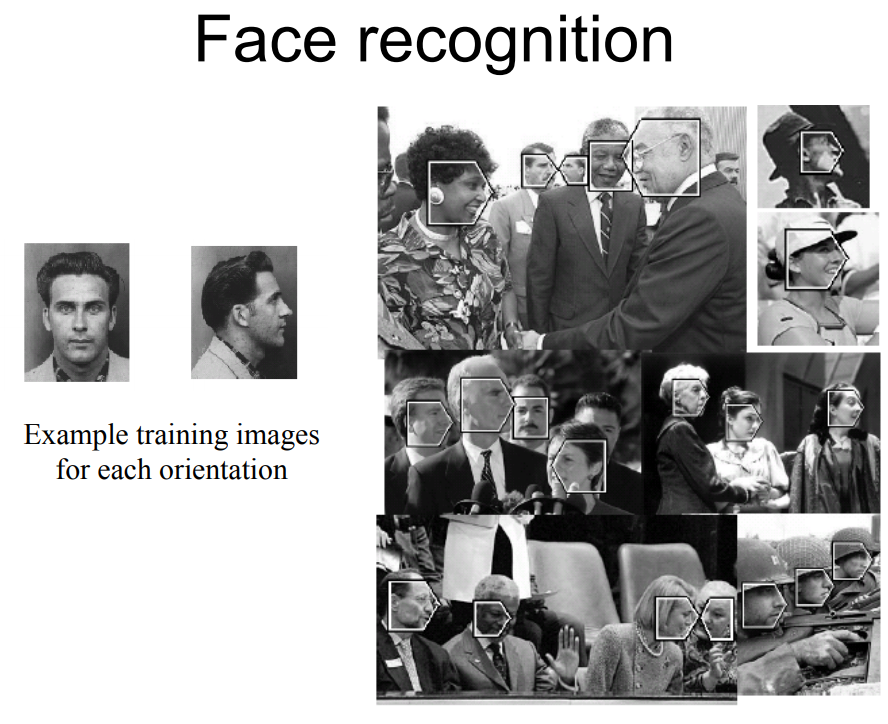 Face recognition
Example training images
for each orientation